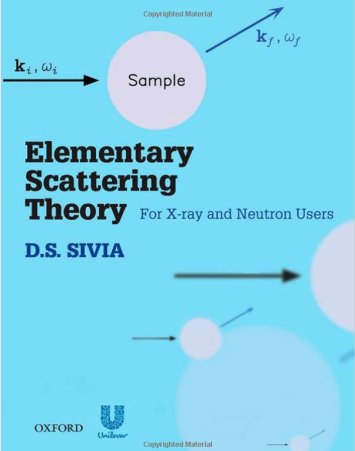 Copyrighted Material
k_f, ω_f
k_i, ω_i
Sample
Elementary
Scattering
Theory For X-ray and Neutron Users
D.S. SIVIA
OXFORD
Unilever
Copyrighted Material